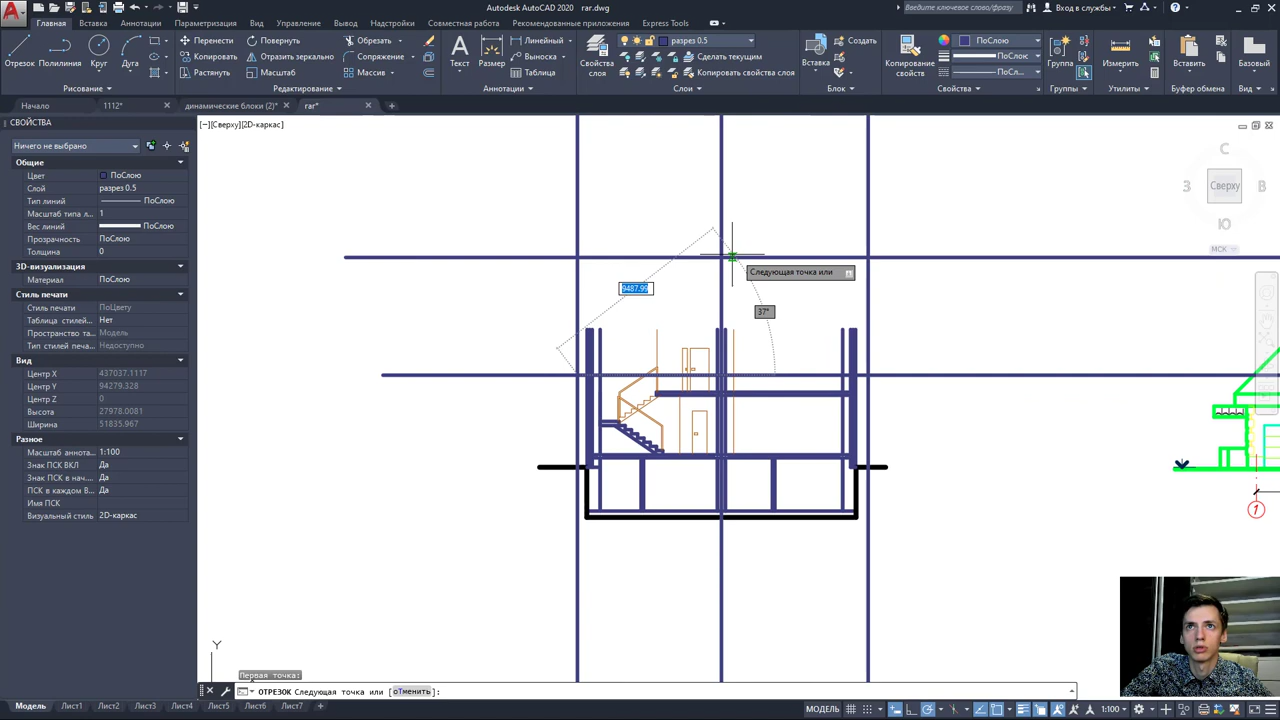 Autodesk AutoCAD 2020 rar.dwg
Введите ключевое слово/фразу
Вход в службы
Главная Вставка Аннотации Параметризация Вид Управление Вывод Надстройки Совместная работа Рекомендованные приложения Express Tools
Отрезок Полилиния Круг Дуга
Перенести Повернуть Обрезать
Копировать Отразить зеркально Сопряжение
Растянуть Масштаб Массив
Текст Размер
Линейный
Выноска
Таблица
Свойства слоя
разрез 0.5
Сделать текущим
Копировать свойства слоя
Вставка
Создать
Копирование свойств
ПоСлою
ПоСлок
ПоСл...
Группа
Измерить
Вставить
Базовый
Рисование Редактирование Аннотации Слои Блок Свойства Группы Утилиты Буфер обмена Вид
Начало 1112* динамические блоки (2)* rar*
СВОЙСТВА
[−][Сверху][2D-каркас]
Ничего не выбрано
Общие
Цвет ПоСлою
Слой разрез 0.5
Тип линий ПоСлою
Масштаб типа л... 1
Вес линий ПоСлою
Прозрачность ПоСлою
Толщина 0
3D-визуализация
Материал ПоСлою
Стиль печати
Стиль печати ПоЦвету
Таблица стилей... Нет
Пространство та... Модель
Тип стилей печат... Недоступно
Вид
Центр X 437037.1117
Центр Y 94279.328
Центр Z 0
Высота 27978.0081
Ширина 51835.967
Разное
Масштаб аннота... 1:100
Знак ПСК ВКЛ Да
Знак ПСК в нач.... Да
ПСК в каждом В... Да
Имя ПСК
Визуальный стиль 2D-каркас
С
З Сверху В
Ю
МСК
Следующая точка или
9487.99
37°
1
Y
Первая точка:
ОТРЕЗОК Следующая точка или [оТменить]:
Модель Лист1 Лист2 Лист3 Лист4 Лист5 Лист6 Лист7
МОДЕЛЬ
1:100